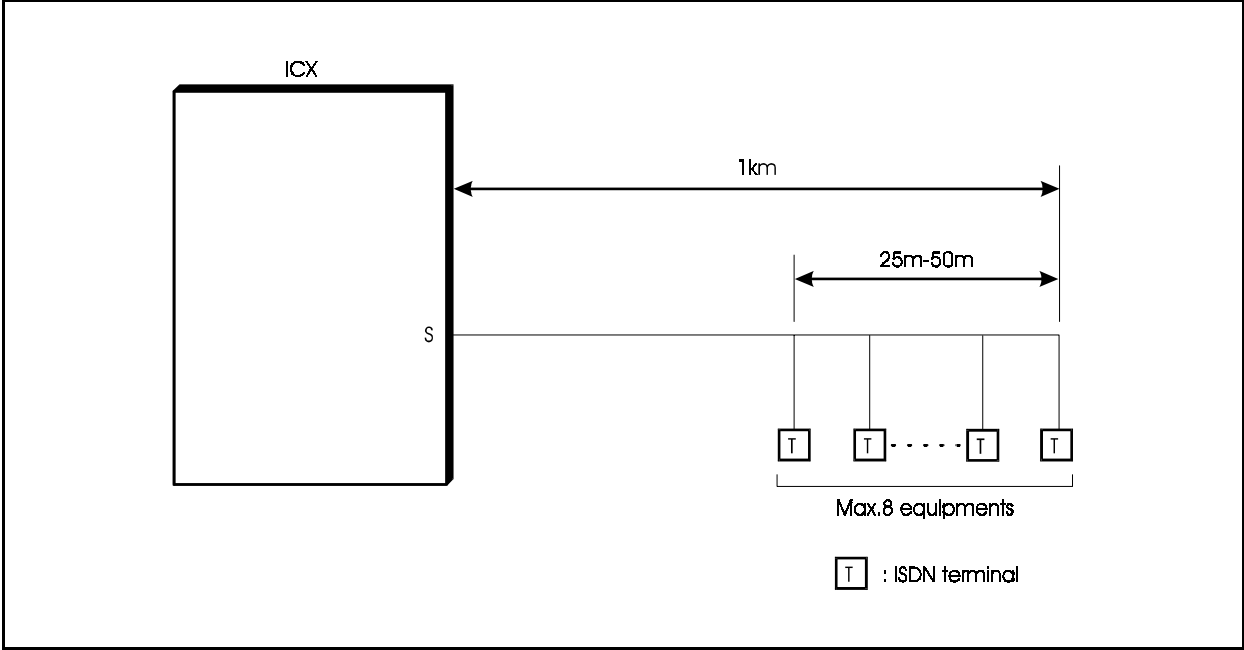 ICX
1km
25m-50m
S
T
T
T
T
Max.8 equipments
T : ISDN terminal